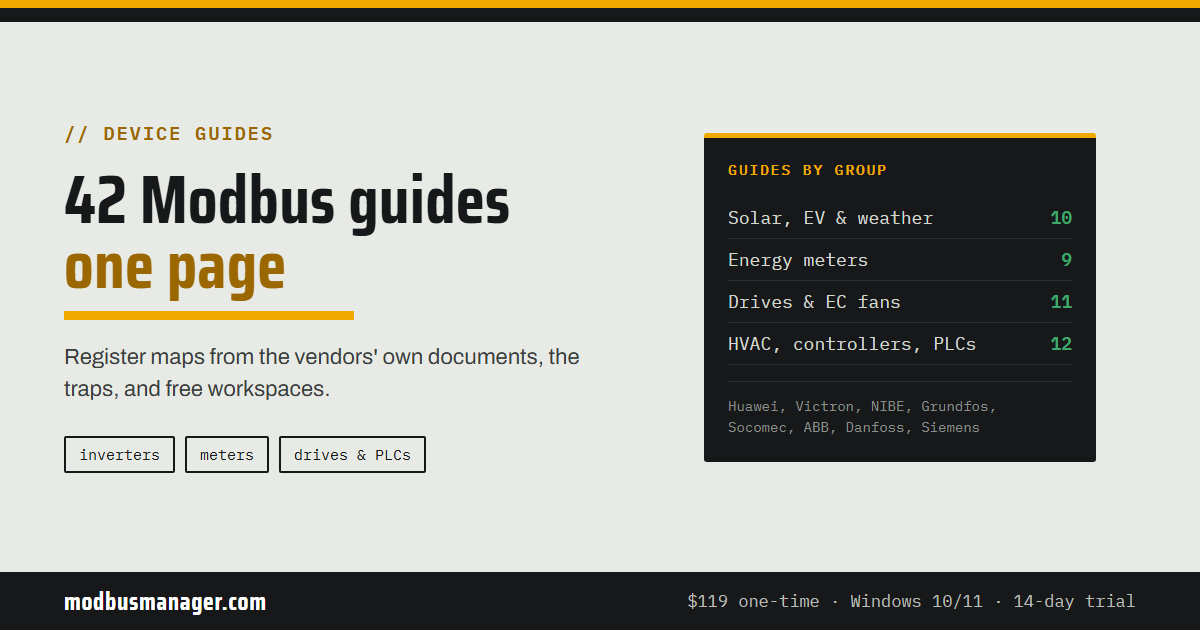 // DEVICE GUIDES
42 Modbus guides
one page
Register maps from the vendors' own documents, the
traps, and free workspaces.
inverters
meters
drives & PLCs
GUIDES BY GROUP
Solar, EV & weather 10
Energy meters 9
Drives & EC fans 11
HVAC, controllers, PLCs 12
Huawei, Victron, NIBE, Grundfos,
Socomec, ABB, Danfoss, Siemens
modbusmanager.com
$119 one-time · Windows 10/11 · 14-day trial